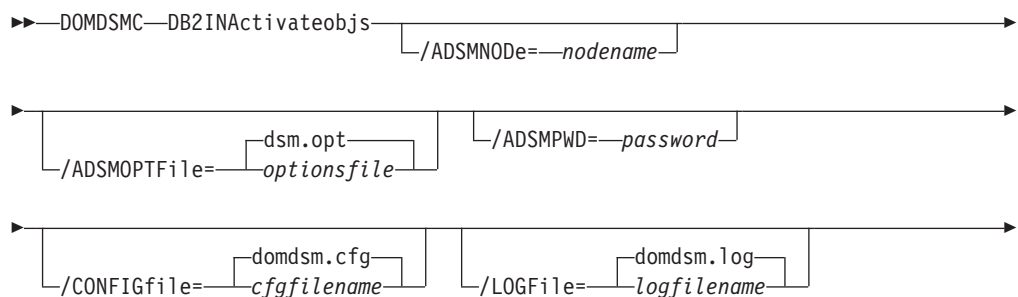 DOMDSMC DB2INActivateobjs
/ADSMNODe= nodename
dsm.opt
/ADSMOPTFile= optionsfile
/ADSMPWD= password
domdsm.cfg
/CONFIGfile= cfgfilename
domdsm.log
/LOGFile= logfilename